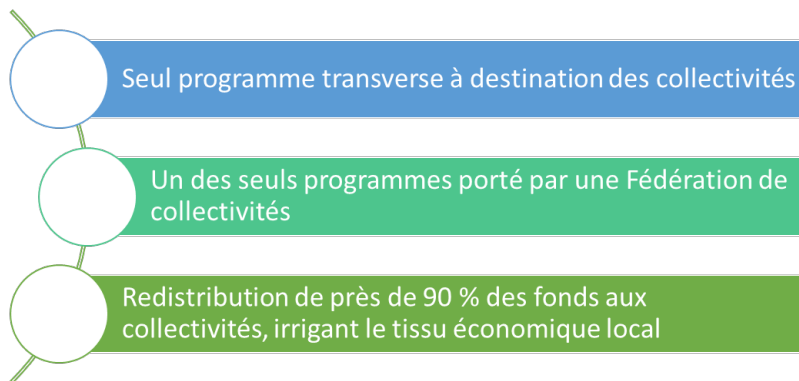 Seul programme transverse à destination des collectivités
Un des seuls programmes porté par une Fédération de
collectivités
Redistribution de près de 90 % des fonds aux
collectivités, irrigant le tissu économique local